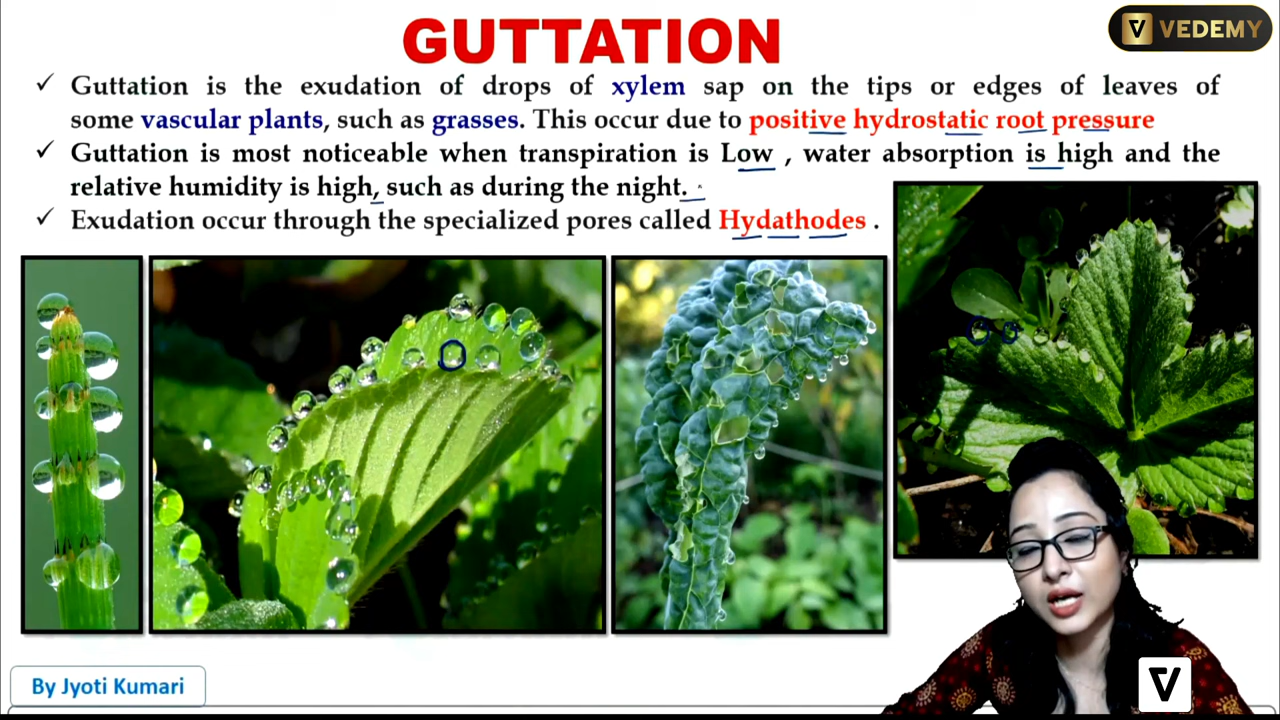 GUTTATION
VEDEMY
✓ Guttation is the exudation of drops of xylem sap on the tips or edges of leaves of
some vascular plants, such as grasses. This occur due to positive hydrostatic root pressure
✓ Guttation is most noticeable when transpiration is Low , water absorption is high and the
relative humidity is high, such as during the night.
✓ Exudation occur through the specialized pores called Hydathodes .
By Jyoti Kumari